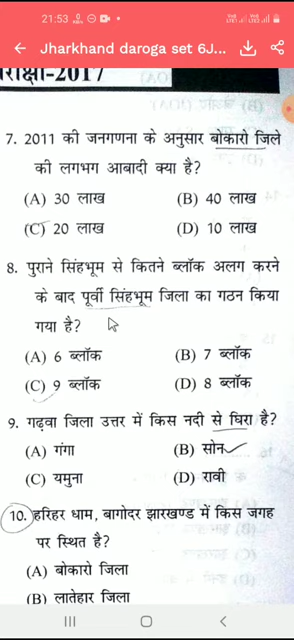 21:53
Jharkhand daroga set 6J...
परीक्षा-2017
7. 2011 की जनगणना के अनुसार बोकारो जिले
की लगभग आबादी क्या है?
(A) 30 लाख (B) 40 लाख
(C) 20 लाख (D) 10 लाख
8. पुराने सिंहभूम से कितने ब्लॉक अलग करने
के बाद पूर्वी सिंहभूम जिला का गठन किया
गया है?
(A) 6 ब्लॉक (B) 7 ब्लॉक
(C) 9 ब्लॉक (D) 8 ब्लॉक
9. गढ़वा जिला उत्तर में किस नदी से घिरा है?
(A) गंगा (B) सोन
(C) यमुना (D) रावी
10. हरिहर धाम, बागोदर झारखण्ड में किस जगह
पर स्थित है?
(A) बोकारो जिला
(B) लातेहार जिला